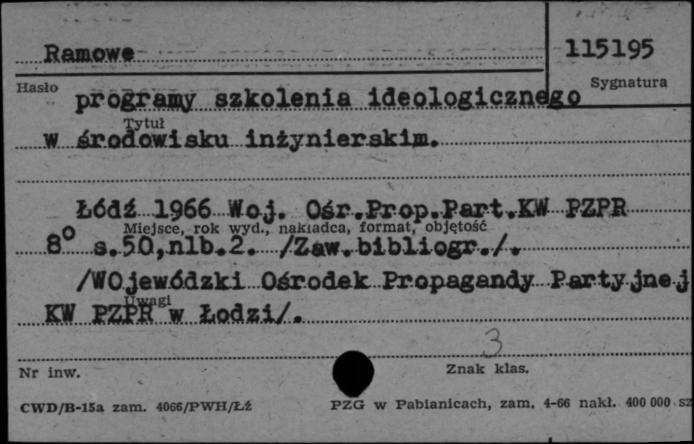 Ramowe 115195
Hasło Sygnatura
programy szkolenia ideologicznego
Tytuł
w środowisku inżynierskim.
Łódź 1966 Woj. Ośr.Prop.Part.KW PZPR
Miejsce, rok wyd., nakładca, format, objętość
8° s.50,nlb.2. /Zaw.bibliogr./.
/WOjewódzki Ośrodek Propagandy Partyjnej
Uwagi
KW PZPR w Łodzi/.
3
Nr inw. Znak klas.
CWD/B-15a zam. 4066/PWH/Łź PZG w Pabianicach, zam. 4-66 nakł. 400 000 sz